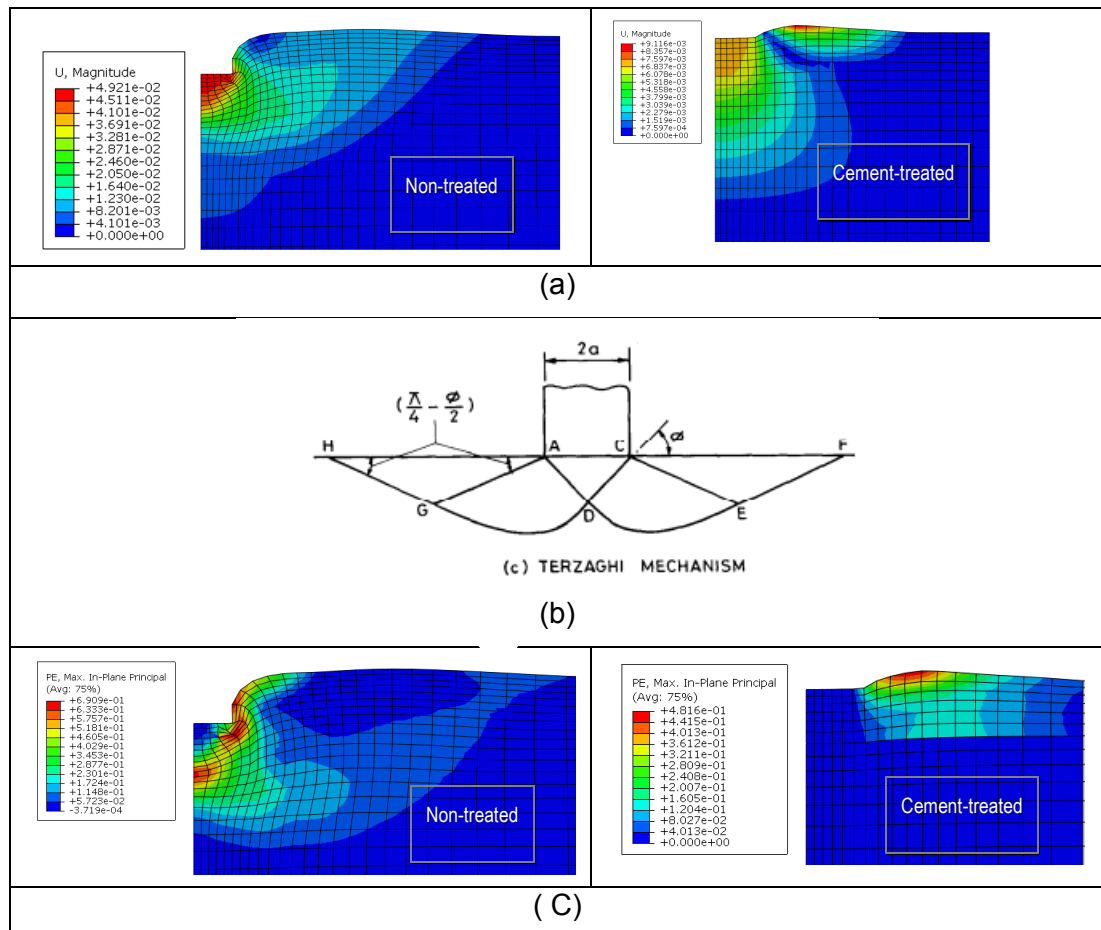 U, Magnitude
+4.921e-02
+4.511e-02
+4.101e-02
+3.691e-02
+3.281e-02
+2.871e-02
+2.460e-02
+2.050e-02
+1.640e-02
+1.230e-02
+8.201e-03
+4.101e-03
+0.000e+00
Non-treated
U, Magnitude
+9.116e-03
+8.357e-03
+7.597e-03
+6.837e-03
+6.078e-03
+5.318e-03
+4.558e-03
+3.799e-03
+3.039e-03
+2.279e-03
+1.519e-03
+7.597e-04
+0.000e+00
Cement-treated
(a)
2a
(π/4 - ø/2)
H
A
C
ø
F
G
D
E
(c) TERZAGHI MECHANISM
(b)
PE, Max. In-Plane Principal
(Avg: 75%)
+6.909e-01
+6.333e-01
+5.757e-01
+5.181e-01
+4.605e-01
+4.029e-01
+3.453e-01
+2.877e-01
+2.301e-01
+1.724e-01
+1.148e-01
+5.723e-02
-3.719e-04
Non-treated
PE, Max. In-Plane Principal
(Avg: 75%)
+4.816e-01
+4.415e-01
+4.013e-01
+3.612e-01
+3.211e-01
+2.809e-01
+2.408e-01
+2.007e-01
+1.605e-01
+1.204e-01
+8.027e-02
+4.013e-02
+0.000e+00
Cement-treated
( C)